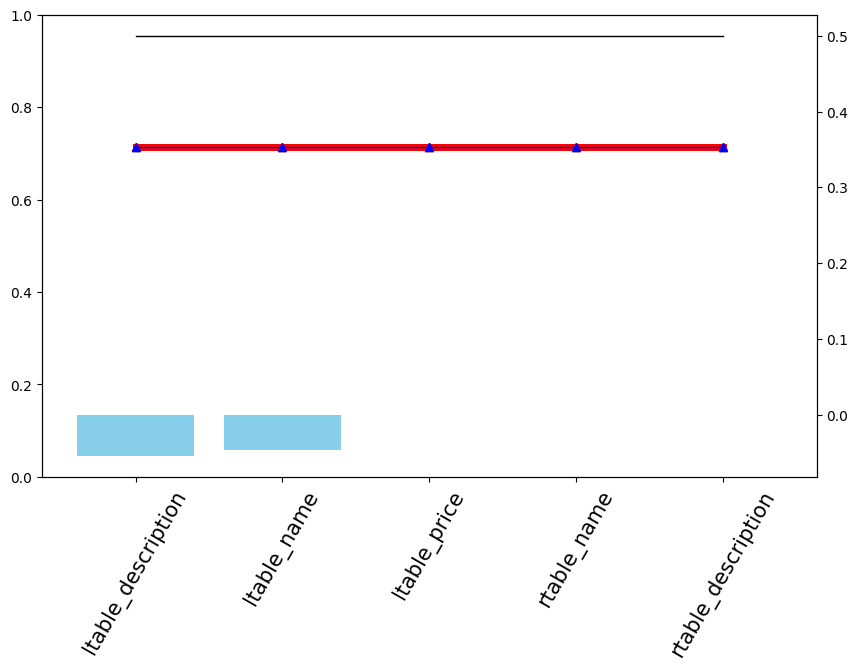 1.0
0.8
0.6
0.4
0.2
0.0
0.5
0.4
0.3
0.2
0.1
0.0
ltable_description
ltable_name
ltable_price
rtable_name
rtable_description